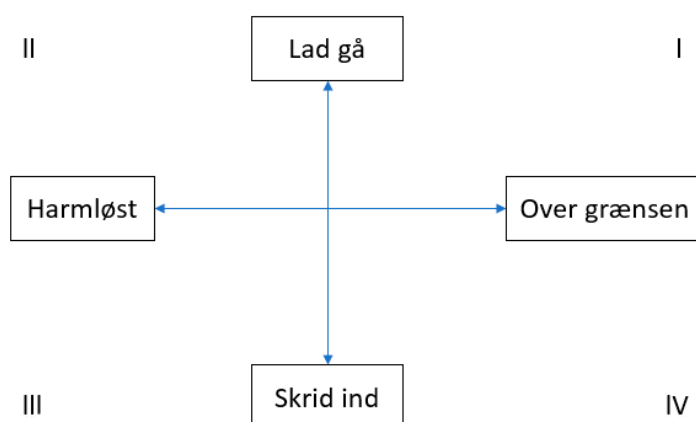 II
Lad gå
I
Harmløst
Over grænsen
III
Skrid ind
IV